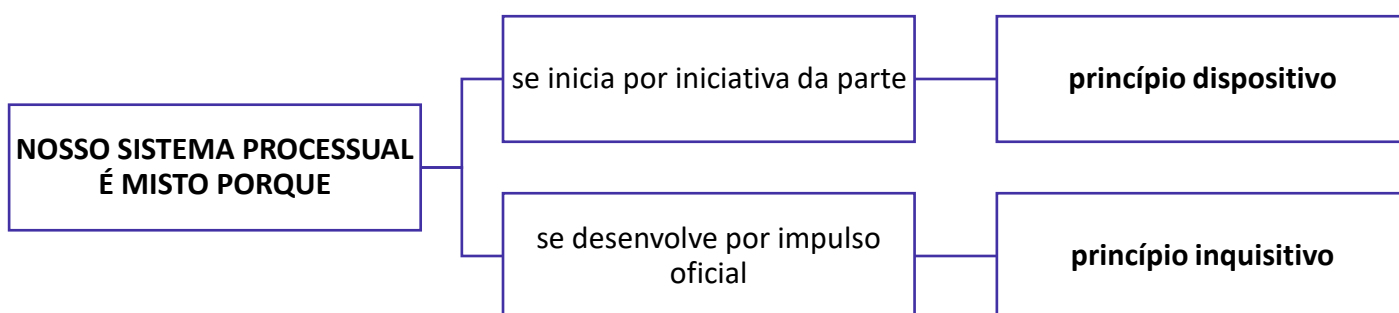 NOSSO SISTEMA PROCESSUAL
É MISTO PORQUE
se inicia por iniciativa da parte
princípio dispositivo
se desenvolve por impulso
oficial
princípio inquisitivo